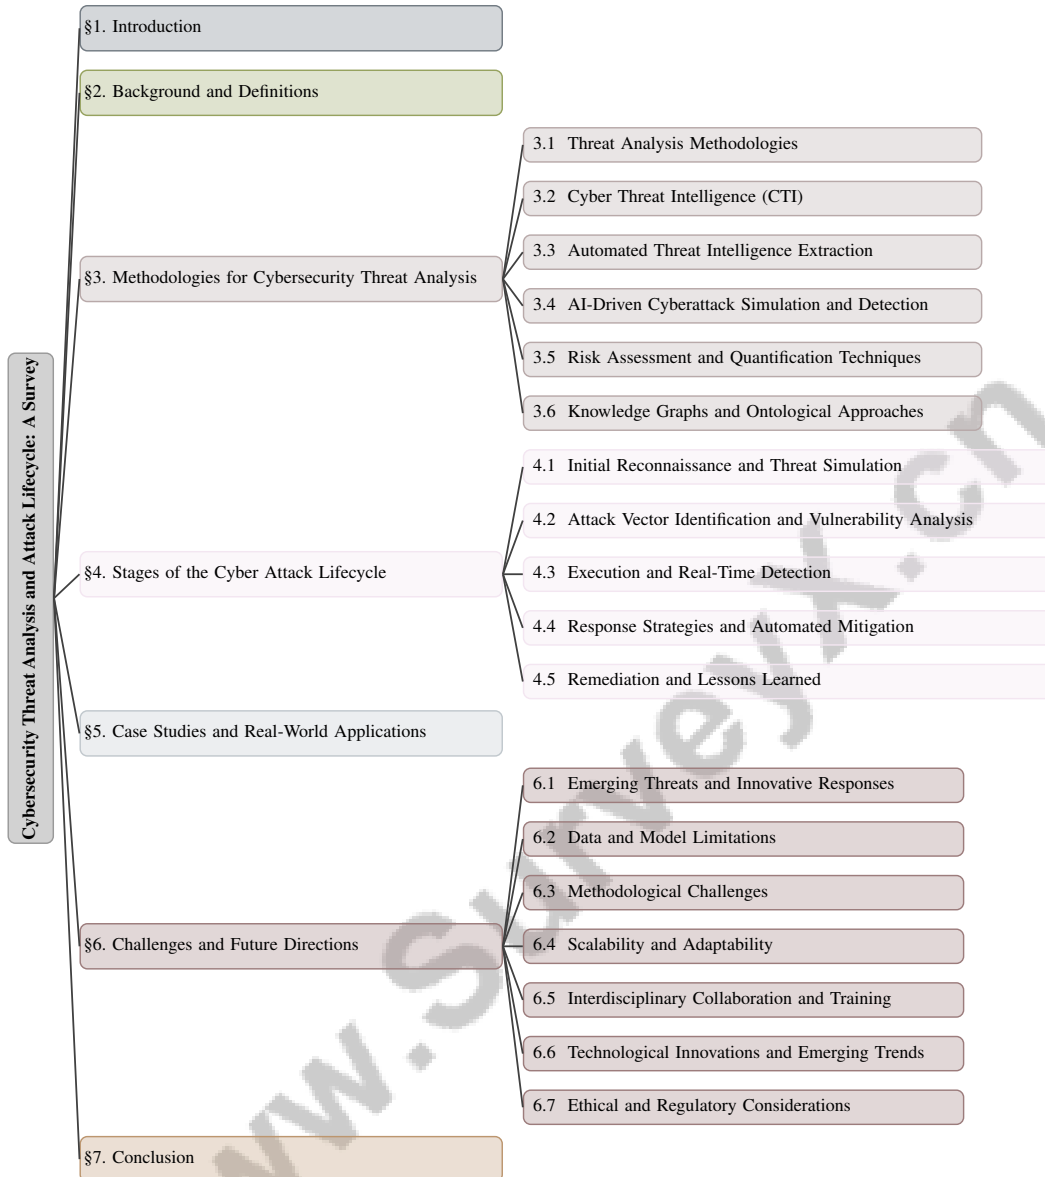 Cybersecurity Threat Analysis and Attack Lifecycle: A Survey
§1. Introduction
§2. Background and Definitions
§3. Methodologies for Cybersecurity Threat Analysis
3.1 Threat Analysis Methodologies
3.2 Cyber Threat Intelligence (CTI)
3.3 Automated Threat Intelligence Extraction
3.4 AI-Driven Cyberattack Simulation and Detection
3.5 Risk Assessment and Quantification Techniques
3.6 Knowledge Graphs and Ontological Approaches
§4. Stages of the Cyber Attack Lifecycle
4.1 Initial Reconnaissance and Threat Simulation
4.2 Attack Vector Identification and Vulnerability Analysis
4.3 Execution and Real-Time Detection
4.4 Response Strategies and Automated Mitigation
4.5 Remediation and Lessons Learned
§5. Case Studies and Real-World Applications
§6. Challenges and Future Directions
6.1 Emerging Threats and Innovative Responses
6.2 Data and Model Limitations
6.3 Methodological Challenges
6.4 Scalability and Adaptability
6.5 Interdisciplinary Collaboration and Training
6.6 Technological Innovations and Emerging Trends
6.7 Ethical and Regulatory Considerations
§7. Conclusion
www.SurveyX.cn